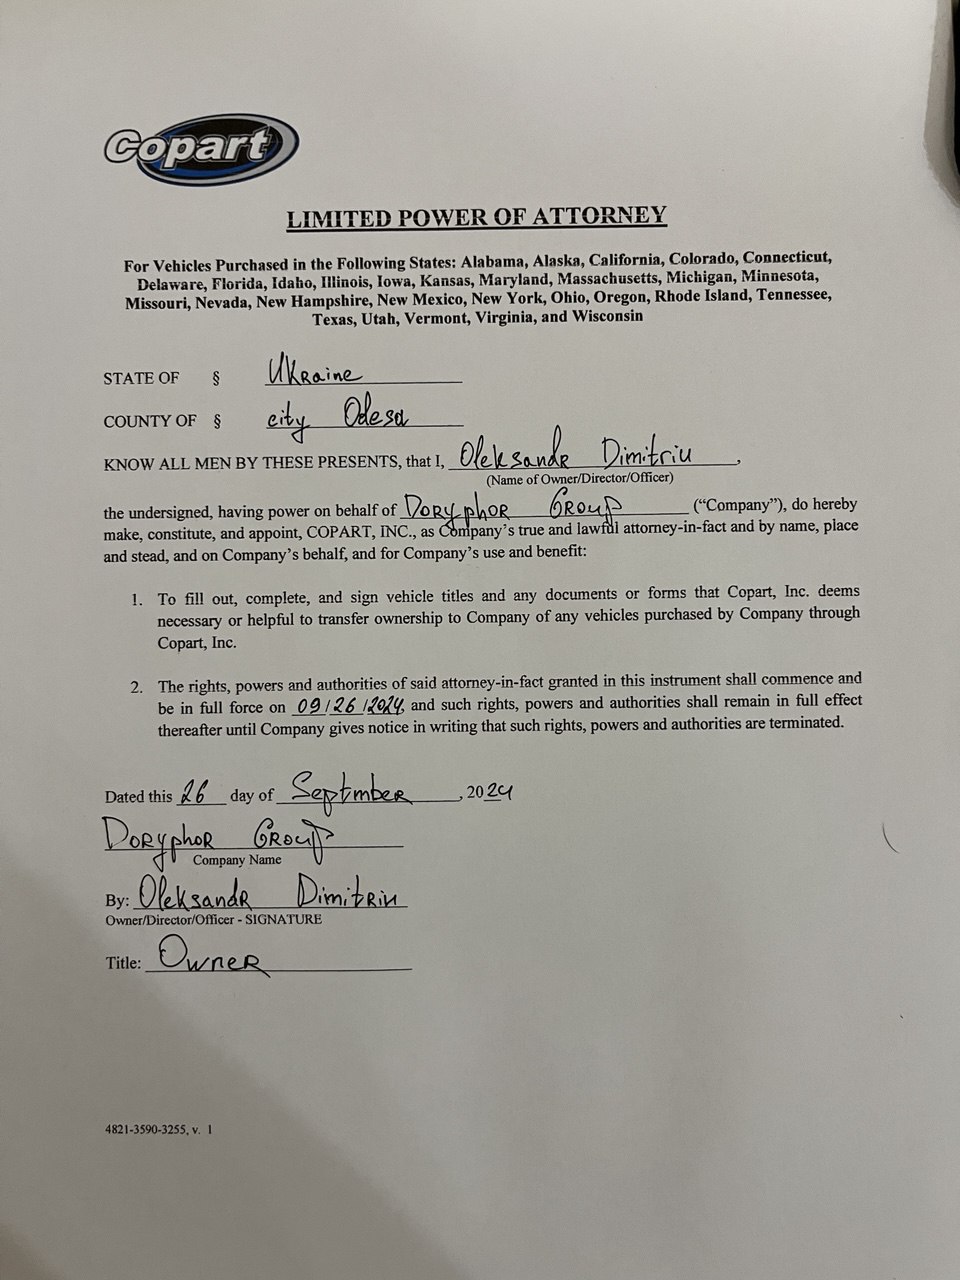 Copart
LIMITED POWER OF ATTORNEY
For Vehicles Purchased in the Following States: Alabama, Alaska, California, Colorado, Connecticut,
Delaware, Florida, Idaho, Illinois, Iowa, Kansas, Maryland, Massachusetts, Michigan, Minnesota,
Missouri, Nevada, New Hampshire, New Mexico, New York, Ohio, Oregon, Rhode Island, Tennessee,
Texas, Utah, Vermont, Virginia, and Wisconsin
STATE OF § Ukraine
COUNTY OF § city Odesa
KNOW ALL MEN BY THESE PRESENTS, that I, Oleksandr Dimitriu,
(Name of Owner/Director/Officer)
the undersigned, having power on behalf of Doryphor Group (“Company”), do hereby
make, constitute, and appoint, COPART, INC., as Company’s true and lawful attorney-in-fact and by name, place
and stead, and on Company’s behalf, and for Company’s use and benefit:
1. To fill out, complete, and sign vehicle titles and any documents or forms that Copart, Inc. deems
necessary or helpful to transfer ownership to Company of any vehicles purchased by Company through
Copart, Inc.
2. The rights, powers and authorities of said attorney-in-fact granted in this instrument shall commence and
be in full force on 09/26/2024, and such rights, powers and authorities shall remain in full effect
thereafter until Company gives notice in writing that such rights, powers and authorities are terminated.
Dated this 26 day of Septmber, 2024
Doryphor Group
Company Name
By: Oleksandr Dimitriu
Owner/Director/Officer - SIGNATURE
Title: Owner
4821-3590-3255, v. 1